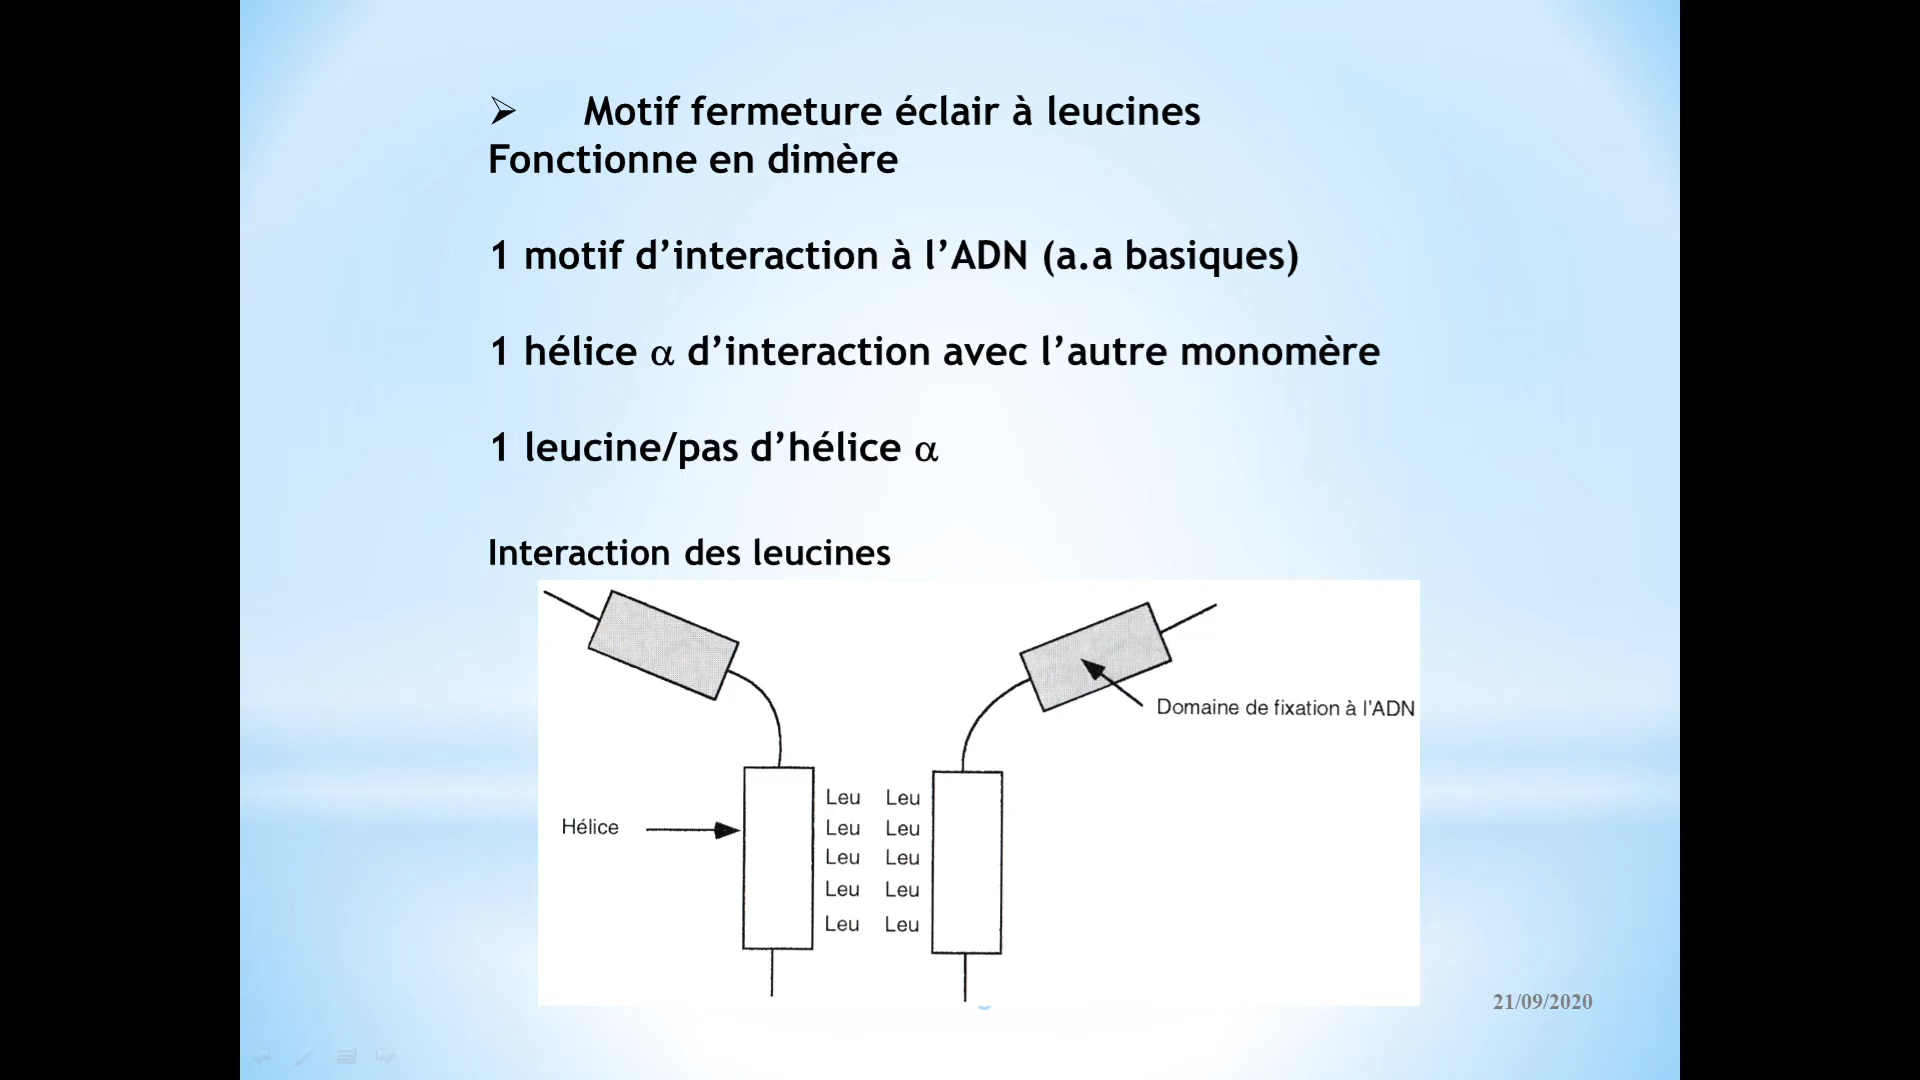 ➢ Motif fermeture éclair à leucines
Fonctionne en dimère
1 motif d’interaction à l’ADN (a.a basiques)
1 hélice α d’interaction avec l’autre monomère
1 leucine/pas d’hélice α
Interaction des leucines
Domaine de fixation à l'ADN
Leu Leu
Hélice
Leu Leu
Leu Leu
Leu Leu
Leu Leu
21/09/2020